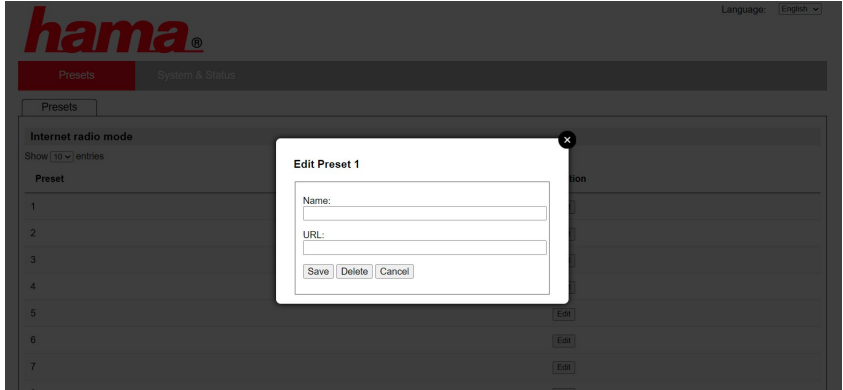 Language: English
hama®
Presets System & Status
Presets
Internet radio mode
Show 10 entries
Preset
Edit Preset 1
Name:
URL:
Save Delete Cancel
1
2
3
4
5 Edit
6 Edit
7 Edit